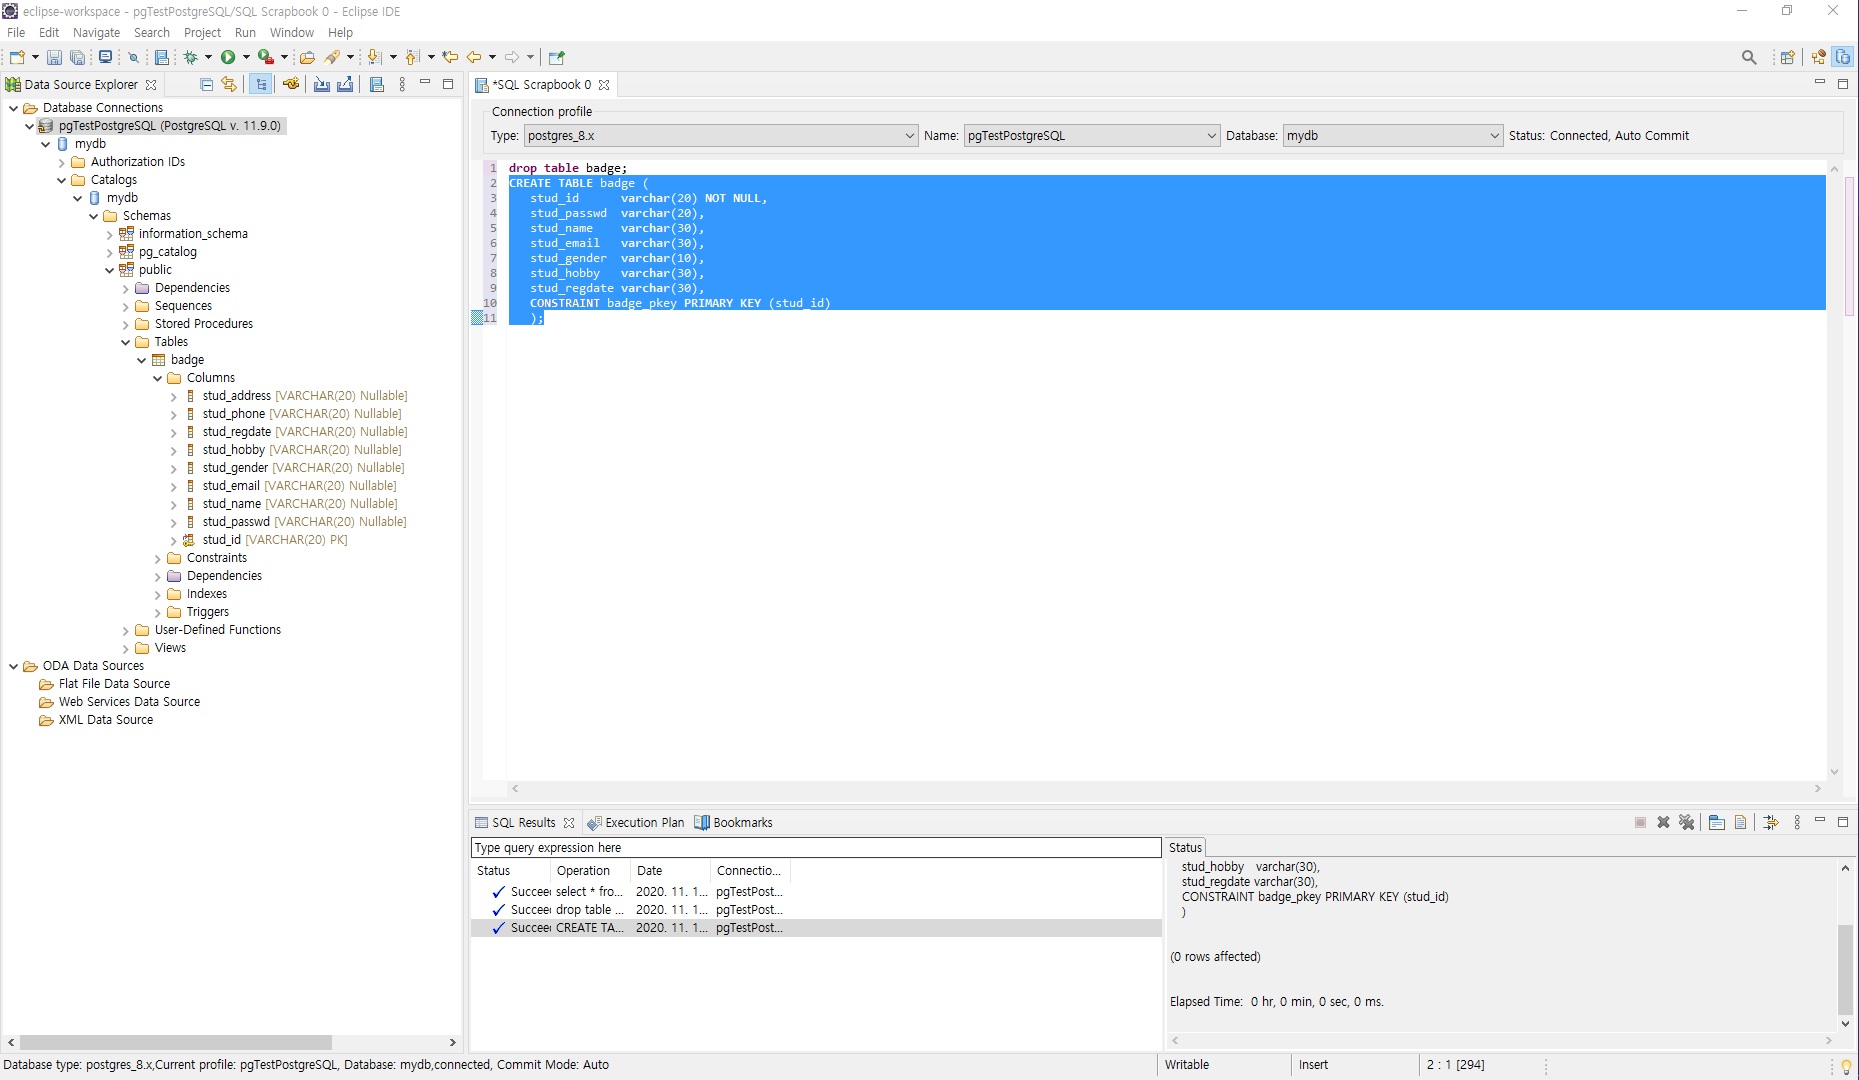 eclipse-workspace - pgTestPostgreSQL/SQL Scrapbook 0 - Eclipse IDE
File Edit Navigate Search Project Run Window Help
Data Source Explorer
Database Connections
pgTestPostgreSQL (PostgreSQL v. 11.9.0)
mydb
Authorization IDs
Catalogs
mydb
Schemas
information_schema
pg_catalog
public
Dependencies
Sequences
Stored Procedures
Tables
badge
Columns
stud_address [VARCHAR(20) Nullable]
stud_phone [VARCHAR(20) Nullable]
stud_regdate [VARCHAR(20) Nullable]
stud_hobby [VARCHAR(20) Nullable]
stud_gender [VARCHAR(20) Nullable]
stud_email [VARCHAR(20) Nullable]
stud_name [VARCHAR(20) Nullable]
stud_passwd [VARCHAR(20) Nullable]
stud_id [VARCHAR(20) PK]
Constraints
Dependencies
Indexes
Triggers
User-Defined Functions
Views
ODA Data Sources
Flat File Data Source
Web Services Data Source
XML Data Source
*SQL Scrapbook 0
Connection profile
Type: postgres_8.x Name: pgTestPostgreSQL Database: mydb Status: Connected, Auto Commit
1 drop table badge;
2 CREATE TABLE badge (
3 stud_id varchar(20) NOT NULL,
4 stud_passwd varchar(20),
5 stud_name varchar(30),
6 stud_email varchar(30),
7 stud_gender varchar(10),
8 stud_hobby varchar(30),
9 stud_regdate varchar(30),
10 CONSTRAINT badge_pkey PRIMARY KEY (stud_id)
11 );
SQL Results Execution Plan Bookmarks
Type query expression here
Status Operation Date Connectio...
Succee select * fro... 2020. 11. 1... pgTestPost...
Succee drop table ... 2020. 11. 1... pgTestPost...
Succee CREATE TA... 2020. 11. 1... pgTestPost...
Status
stud_hobby varchar(30),
stud_regdate varchar(30),
CONSTRAINT badge_pkey PRIMARY KEY (stud_id)
)
(0 rows affected)
Elapsed Time: 0 hr, 0 min, 0 sec, 0 ms.
Database type: postgres_8.x,Current profile: pgTestPostgreSQL, Database: mydb,connected, Commit Mode: Auto
Writable Insert 2 : 1 [294]